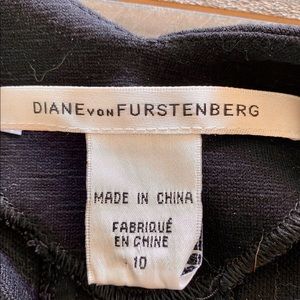 DIANE VON FURSTENBERG
MADE IN CHINA
FABRIQUÉ
EN CHINE
10